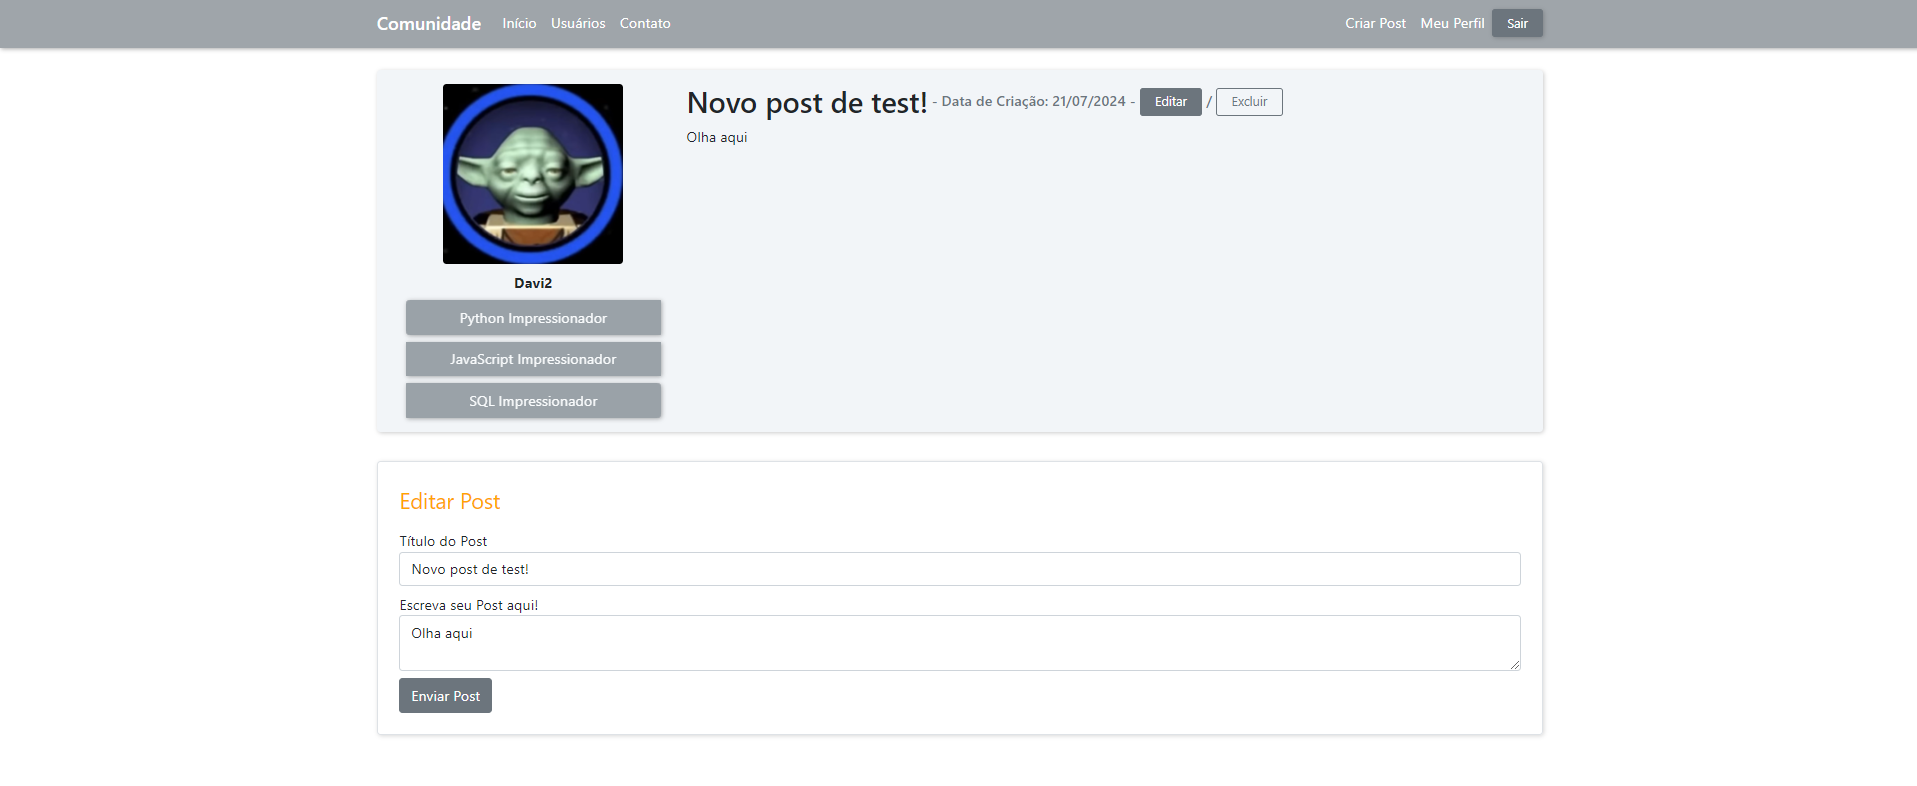 Comunidade Início Usuários Contato Criar Post Meu Perfil Sair
Novo post de test! - Data de Criação: 21/07/2024 - Editar / Excluir
Olha aqui
Davi2
Python Impressionador
JavaScript Impressionador
SQL Impressionador
Editar Post
Título do Post
Novo post de test!
Escreva seu Post aqui!
Olha aqui
Enviar Post